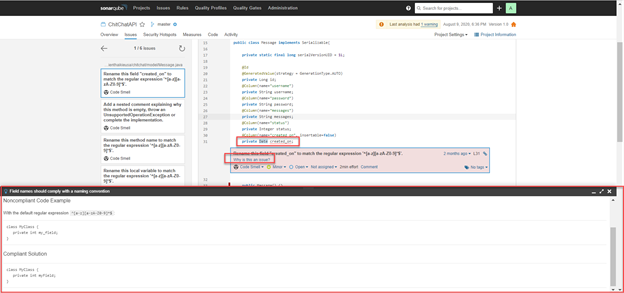 sonarqube
Projects Issues Rules Quality Profiles Quality Gates Administration
Search for projects...
A
ChitChatAPI master
Last analysis had 1 warning August 9, 2020, 6:36 PM Version 1.0
Overview Issues Security Hotspots Measures Code Activity
Project Settings Project Information
1 / 6 issues
Rename this field "created_on" to
match the regular expression '^[a-z][a-
zA-Z0-9]*$'.
Code Smell
Add a nested comment explaining why
this method is empty, throw an
UnsupportedOperationException or
complete the implementation.
Code Smell
Rename this method name to match
the regular expression '^[a-z][a-zA-Z0-
9]*$'.
Code Smell
Rename this local variable to match
the regular expression '^[a-z][a-zA-Z0-
public class Message implements Serializable{
private static final long serialVersionUID = 1L;
@Id
@GeneratedValue(strategy = GenerationType.AUTO)
private Long id;
@Column(name="username")
private String username;
@Column(name="password")
private String password;
@Column(name="messages")
private String messages;
@Column(name="status")
private Integer status;
@Column(name="created_on", insertable=false)
private Date created_on;
Rename this field "created_on" to match the regular expression '^[a-z][a-zA-Z0-9]*$'.
Why is this an issue?
2 months ago L31
Code Smell Minor Open Not assigned 2min effort Comment
No tags
public Message() {
Field names should comply with a naming convention
Noncompliant Code Example
With the default regular expression ^[a-z][a-zA-Z0-9]*$:
class MyClass {
private int my_field;
}
Compliant Solution
class MyClass {
private int myField;
}